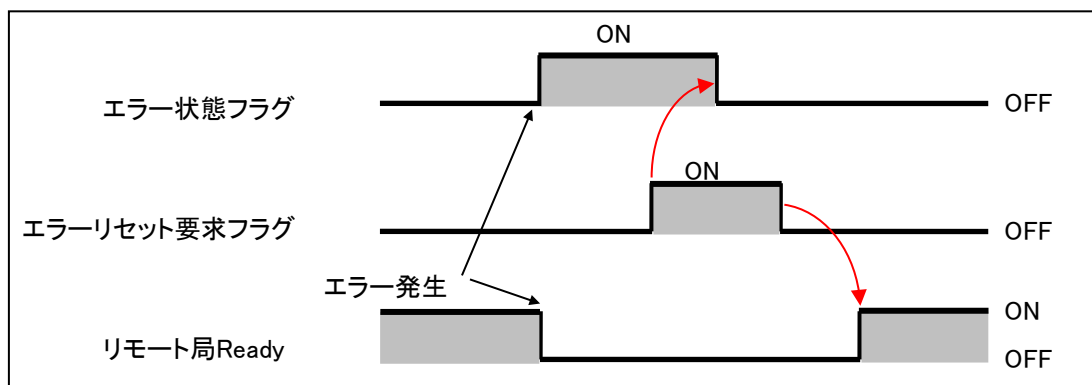 ON
エラー状態フラグ
OFF
ON
エラーリセット要求フラグ
OFF
エラー発生
ON
リモート局Ready
OFF